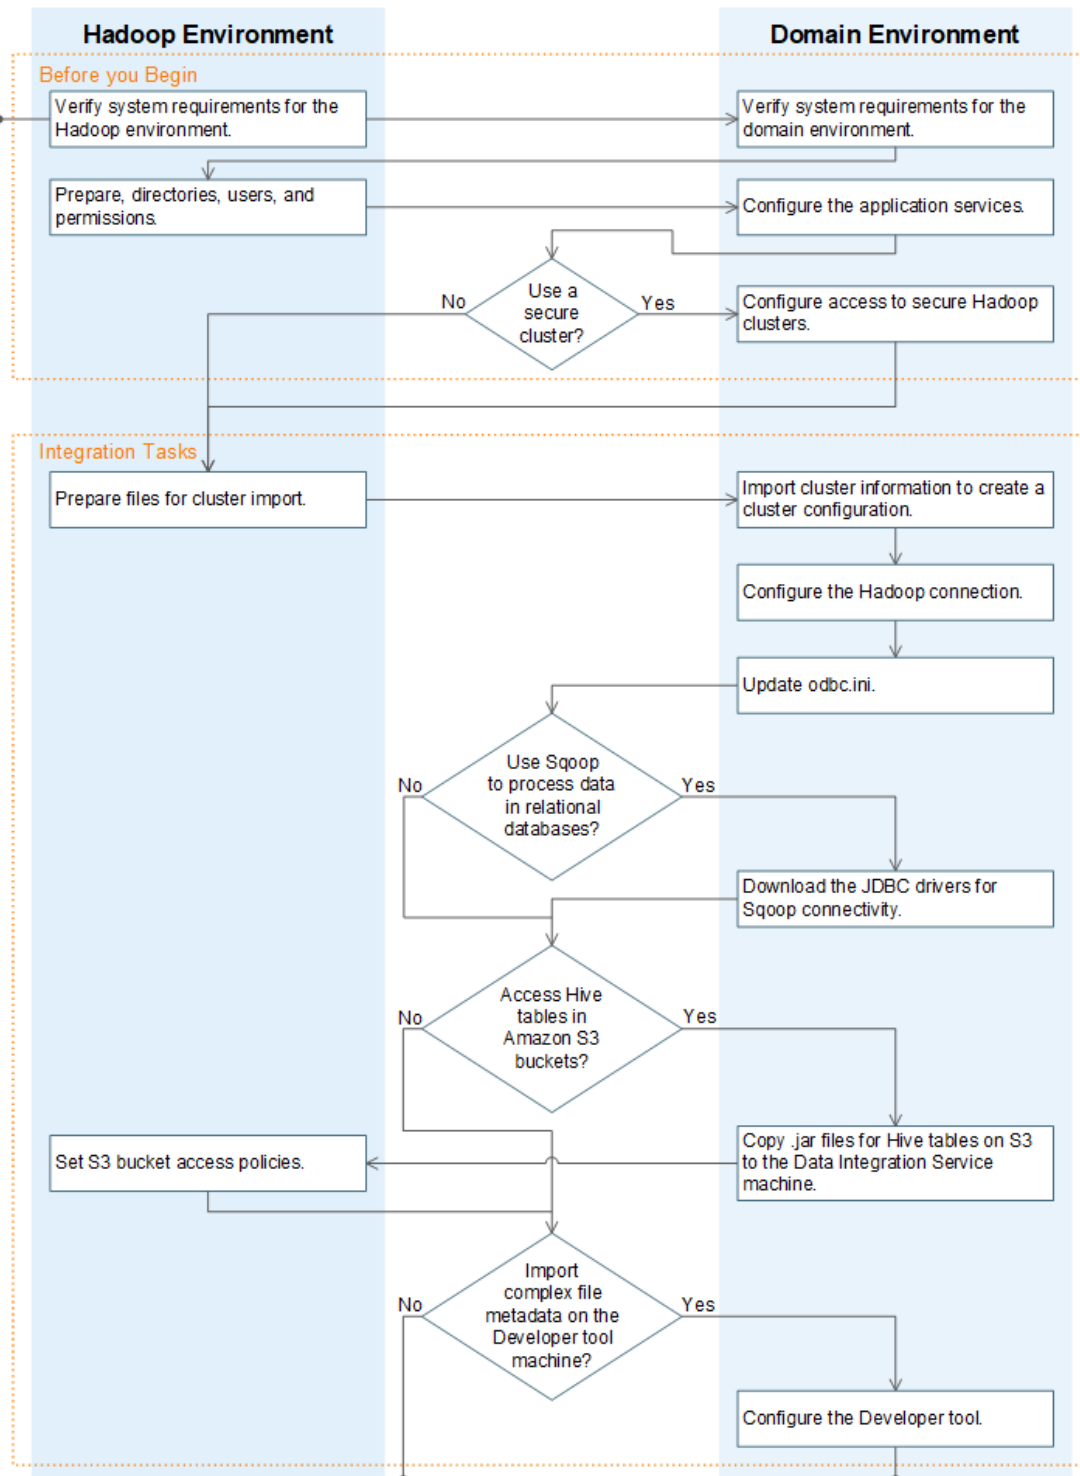 Hadoop Environment
Domain Environment
Before you Begin
Verify system requirements for the
Hadoop environment.
Verify system requirements for the
domain environment.
Prepare, directories, users, and
permissions.
Configure the application services.
No
Use a
secure
cluster?
Yes
Configure access to secure Hadoop
clusters.
Integration Tasks
Prepare files for cluster import.
Import cluster information to create a
cluster configuration.
Configure the Hadoop connection.
Update odbc.ini.
No
Use Sqoop
to process data
in relational
databases?
Yes
Download the JDBC drivers for
Sqoop connectivity.
No
Access Hive
tables in
Amazon S3
buckets?
Yes
Set S3 bucket access policies.
Copy .jar files for Hive tables on S3
to the Data Integration Service
machine.
No
Import
complex file
metadata on the
Developer tool
machine?
Yes
Configure the Developer tool.